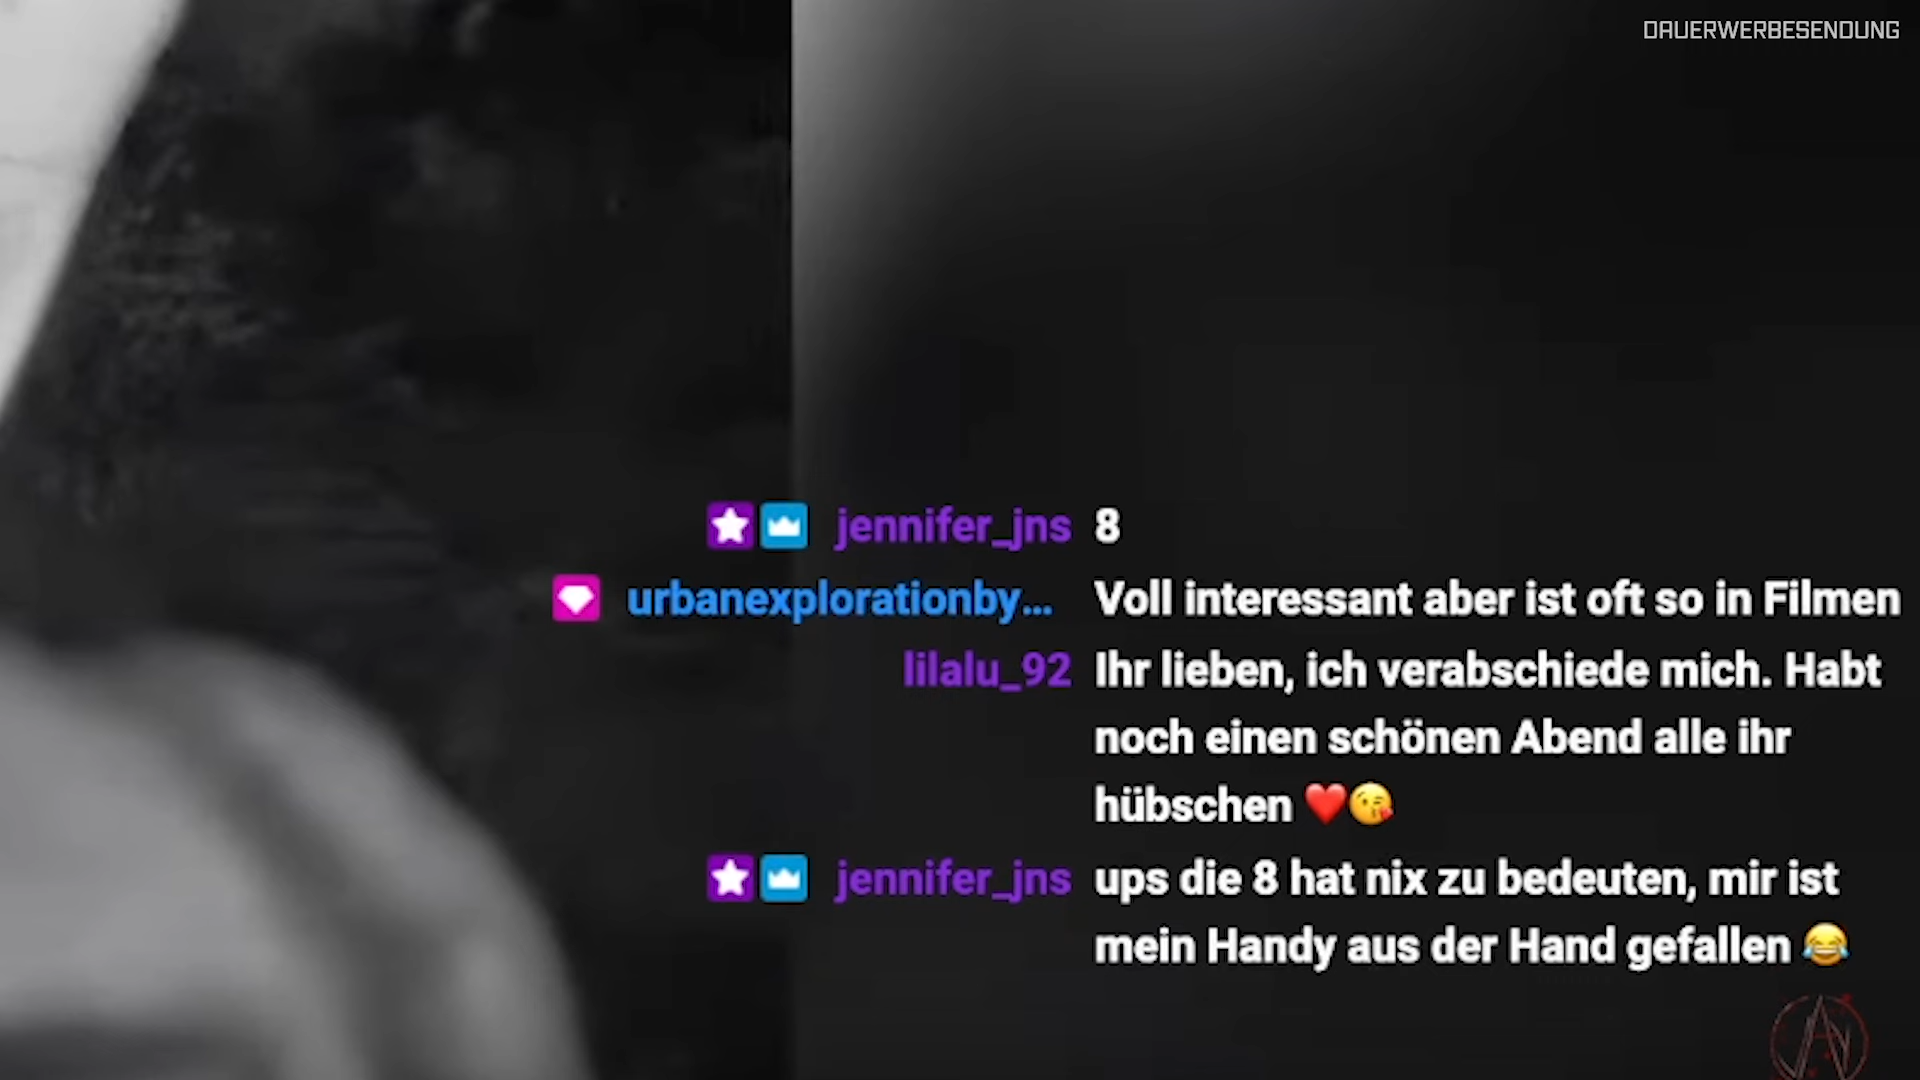 DAUERWERBESENDUNG
jennifer_jns 8
urbanexplorationby... Voll interessant aber ist oft so in Filmen
lilalu_92 Ihr lieben, ich verabschiede mich. Habt
noch einen schönen Abend alle ihr
hübschen ❤️😘
jennifer_jns ups die 8 hat nix zu bedeuten, mir ist
mein Handy aus der Hand gefallen 😂